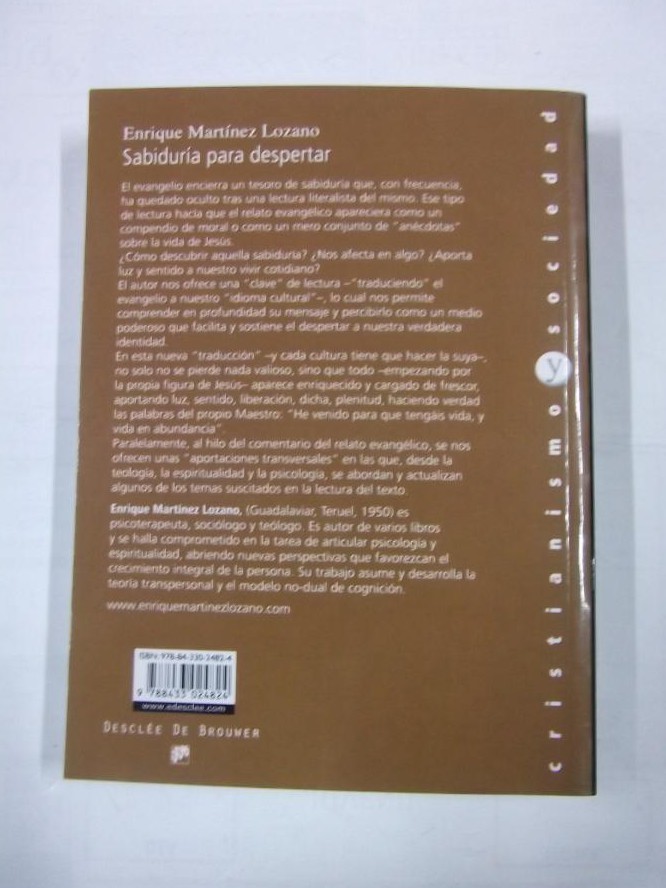 Enrique Martínez Lozano
Sabiduría para despertar
El evangelio encierra un tesoro de sabiduría que, con frecuencia,
ha quedado oculto tras una lectura literalista del mismo. Ese tipo
de lectura hacía que el relato evangélico apareciera como un
compendio de moral o como un mero conjunto de "anécdotas"
sobre la vida de Jesús.
¿Cómo descubrir aquella sabiduría? ¿Nos afecta en algo? ¿Aporta
luz y sentido a nuestro vivir cotidiano?
El autor nos ofrece una "clave" de lectura –"traduciendo" el
evangelio a nuestro "idioma cultural"–, lo cual nos permite
comprender en profundidad su mensaje y percibirlo como un medio
poderoso que facilita y sostiene el despertar a nuestra verdadera
identidad.
En esta nueva "traducción" –y cada cultura tiene que hacer la suya–,
no solo no se pierde nada valioso, sino que todo –empezando por
la propia figura de Jesús– aparece enriquecido y cargado de frescor,
aportando luz, sentido, liberación, dicha, plenitud, haciendo verdad
las palabras del propio Maestro: "He venido para que tengáis vida, y
vida en abundancia".
Paralelamente, al hilo del comentario del relato evangélico, se nos
ofrecen unas "aportaciones transversales" en las que, desde la
teología, la espiritualidad y la psicología, se abordan y actualizan
algunos de los temas suscitados en la lectura del texto.
Enrique Martínez Lozano, (Guadalaviar, Teruel, 1950) es
psicoterapeuta, sociólogo y teólogo. Es autor de varios libros
y se halla comprometido en la tarea de articular psicología y
espiritualidad, abriendo nuevas perspectivas que favorezcan el
crecimiento integral de la persona. Su trabajo asume y desarrolla la
teoría transpersonal y el modelo no-dual de cognición.
www.enriquemartinezlozano.com
ISBN: 978-84-330-2482-4
9 788433 024824
www.edesclee.com
DESCLÉE DE BROUWER
cristianismo y sociedad